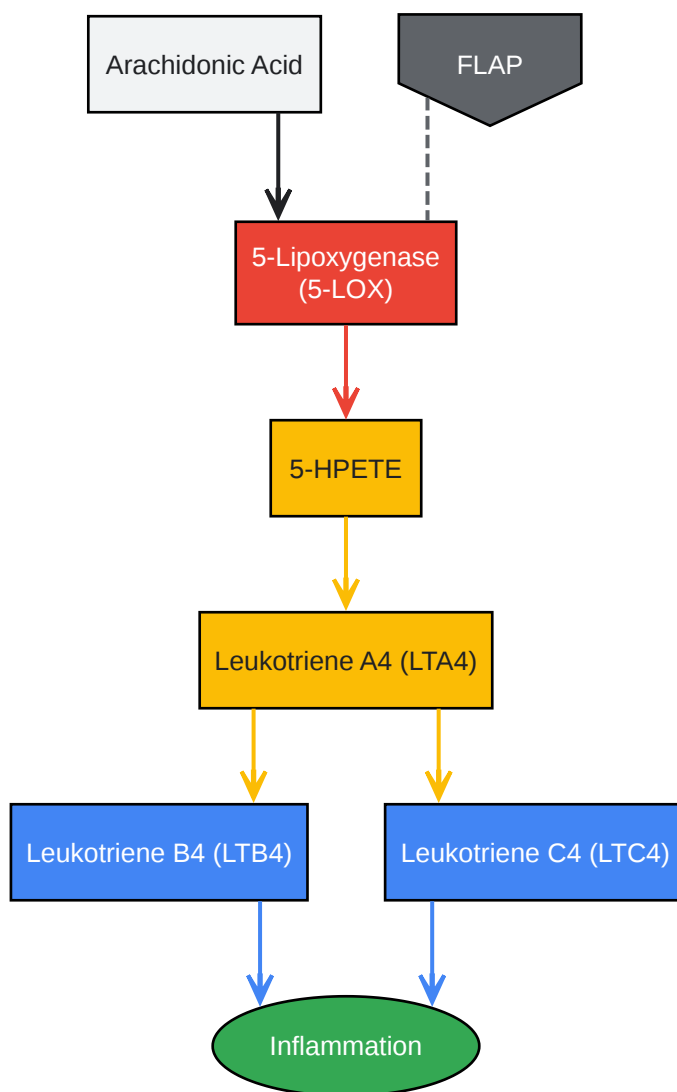 Arachidonic Acid
FLAP
5-Lipoxygenase
(5-LOX)
5-HPETE
Leukotriene A4 (LTA4)
Leukotriene B4 (LTB4)
Leukotriene C4 (LTC4)
Inflammation